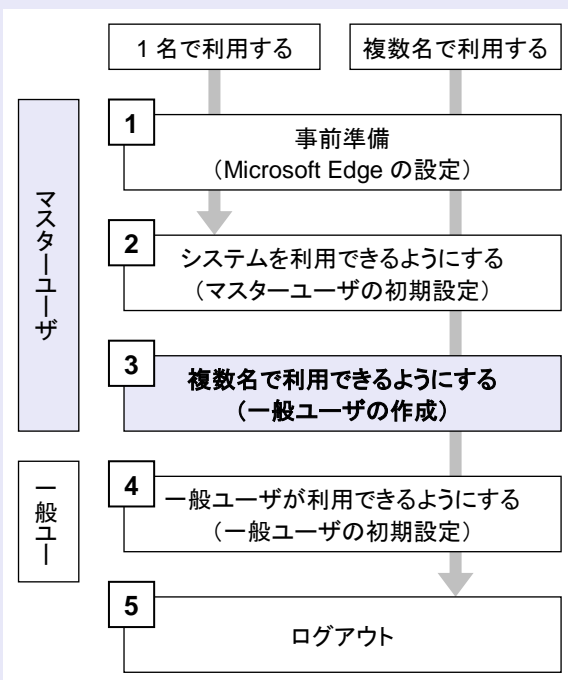 1 名で利用する
複数名で利用する
マスターユーザ
1
事前準備
（Microsoft Edge の設定）
2
システムを利用できるようにする
（マスターユーザの初期設定）
3
複数名で利用できるようにする
（一般ユーザの作成）
一般ユー
4
一般ユーザが利用できるようにする
（一般ユーザの初期設定）
5
ログアウト